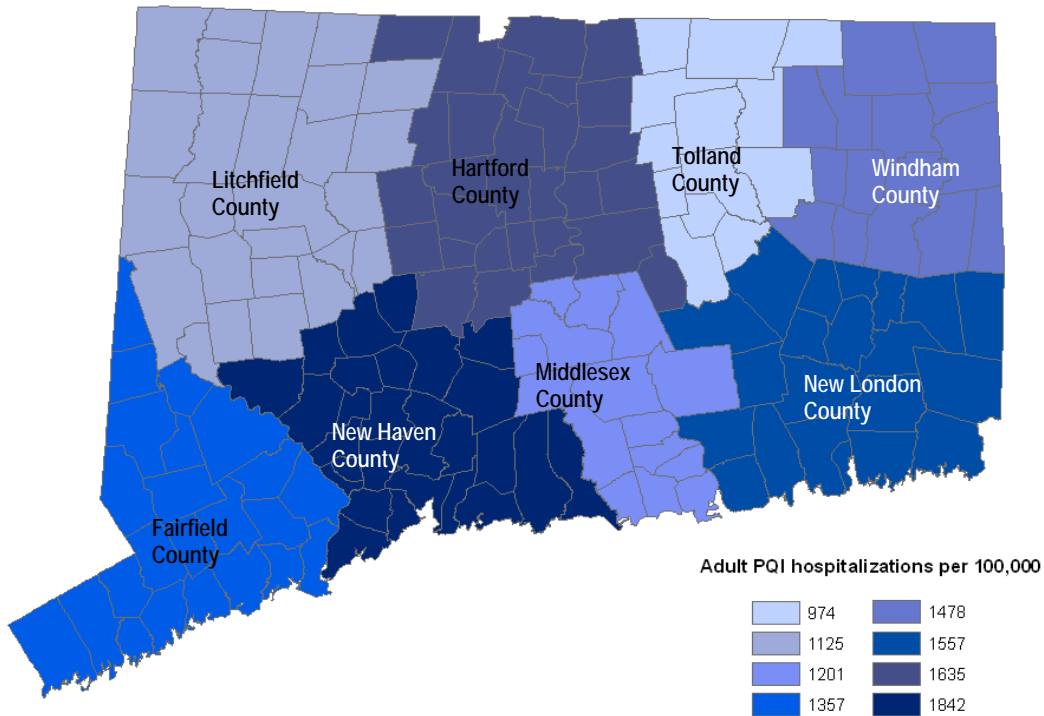 Litchfield
County
Hartford
County
Tolland
County
Windham
County
Middlesex
County
New London
County
New Haven
County
Fairfield
County
Adult PQI hospitalizations per 100,000
974
1478
1125
1557
1201
1635
1357
1842